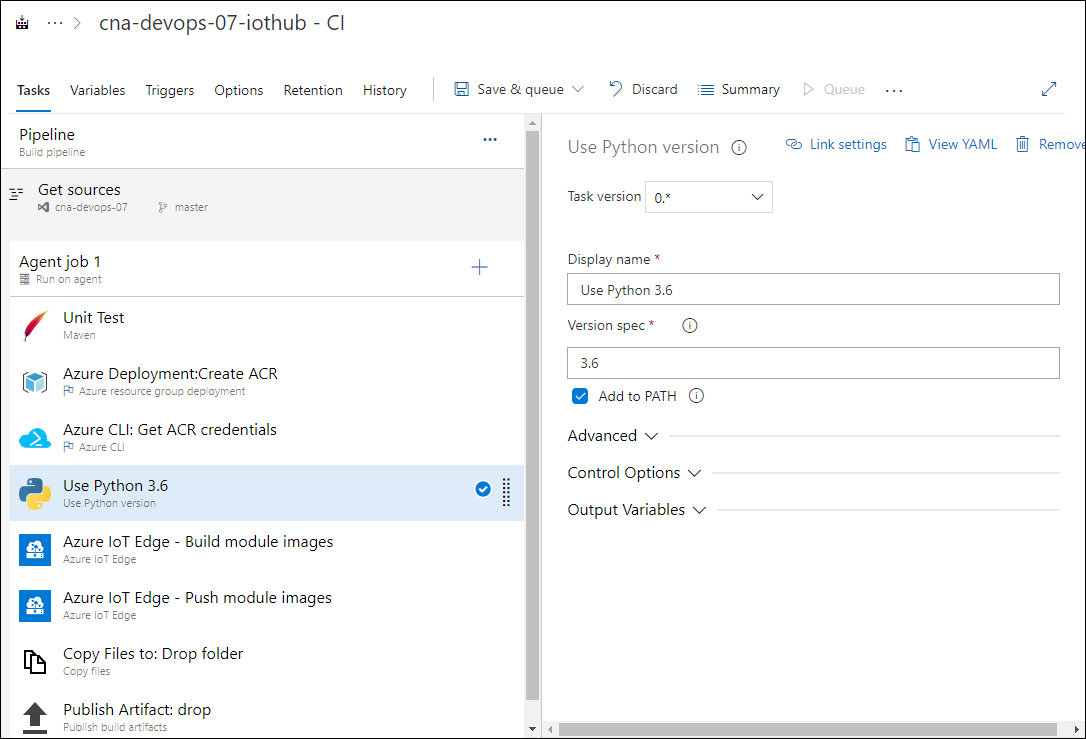 ··· > cna-devops-07-iothub - CI
Tasks Variables Triggers Options Retention History Save & queue Discard Summary Queue ...
Pipeline ...
Build pipeline
Get sources
cna-devops-07 master
Agent job 1
Run on agent
Unit Test
Maven
Azure Deployment:Create ACR
Azure resource group deployment
Azure CLI: Get ACR credentials
Azure CLI
Use Python 3.6
Use Python version
Azure IoT Edge - Build module images
Azure IoT Edge
Azure IoT Edge - Push module images
Azure IoT Edge
Copy Files to: Drop folder
Copy files
Publish Artifact: drop
Publish build artifacts
Use Python version Link settings View YAML Remove
Task version 0.*
Display name *
Use Python 3.6
Version spec *
3.6
Add to PATH
Advanced
Control Options
Output Variables